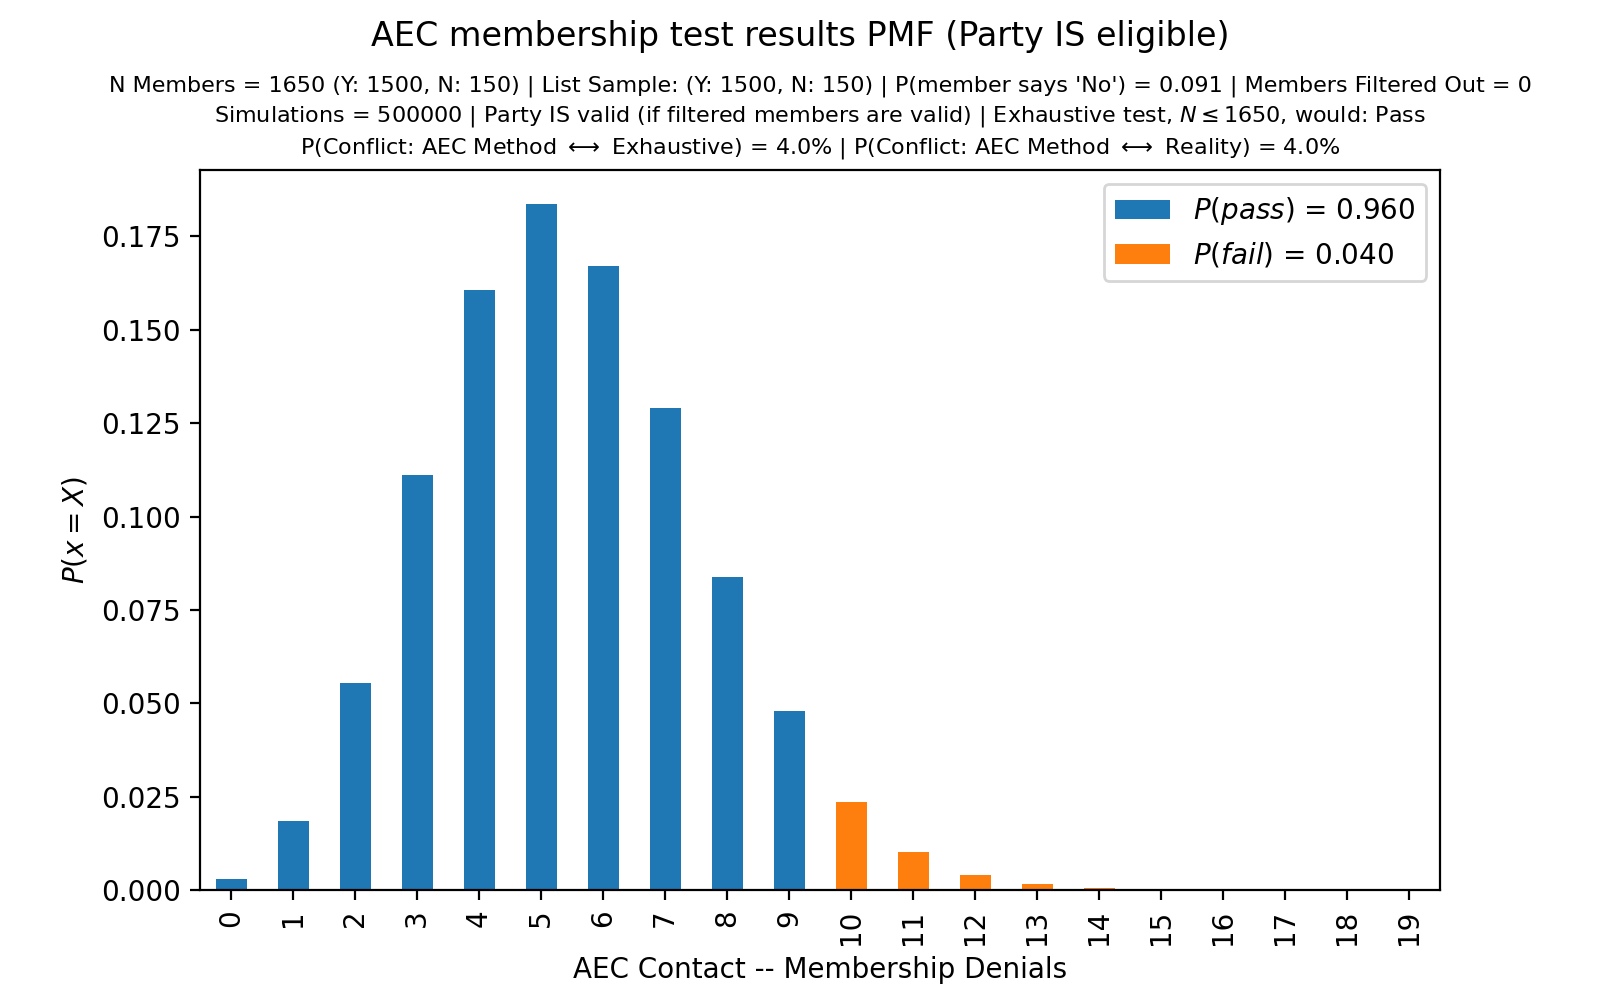 AEC membership test results PMF (Party IS eligible)
N Members = 1650 (Y: 1500, N: 150) | List Sample: (Y: 1500, N: 150) | P(member says 'No') = 0.091 | Members Filtered Out = 0
Simulations = 500000 | Party IS valid (if filtered members are valid) | Exhaustive test, N ≤ 1650, would: Pass
P(Conflict: AEC Method ⟷ Exhaustive) = 4.0% | P(Conflict: AEC Method ⟷ Reality) = 4.0%
P(pass) = 0.960
P(fail) = 0.040
0.175
0.150
0.125
0.100
0.075
0.050
0.025
0.000
P(x = X)
0 1 2 3 4 5 6 7 8 9 10 11 12 13 14 15 16 17 18 19
AEC Contact -- Membership Denials